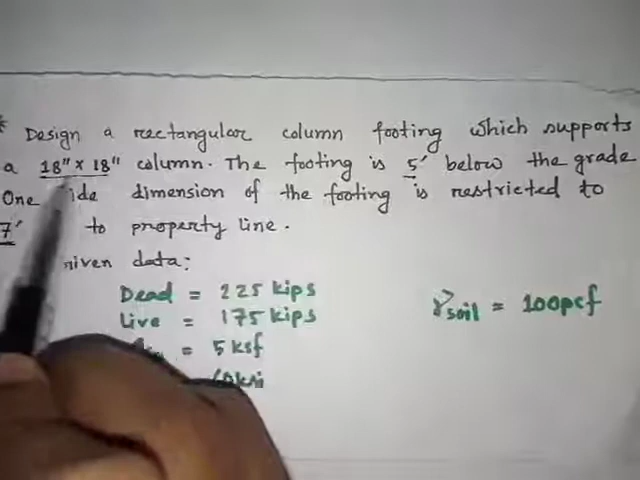 * Design a rectangular column footing which supports
a 18" x 18" column. The footing is 5' below the grade
One side dimension of the footing is restricted to
7' to property line.
given data:
Dead = 225 kips
Live = 175 kips
γsoil = 100pcf
= 5 ksf